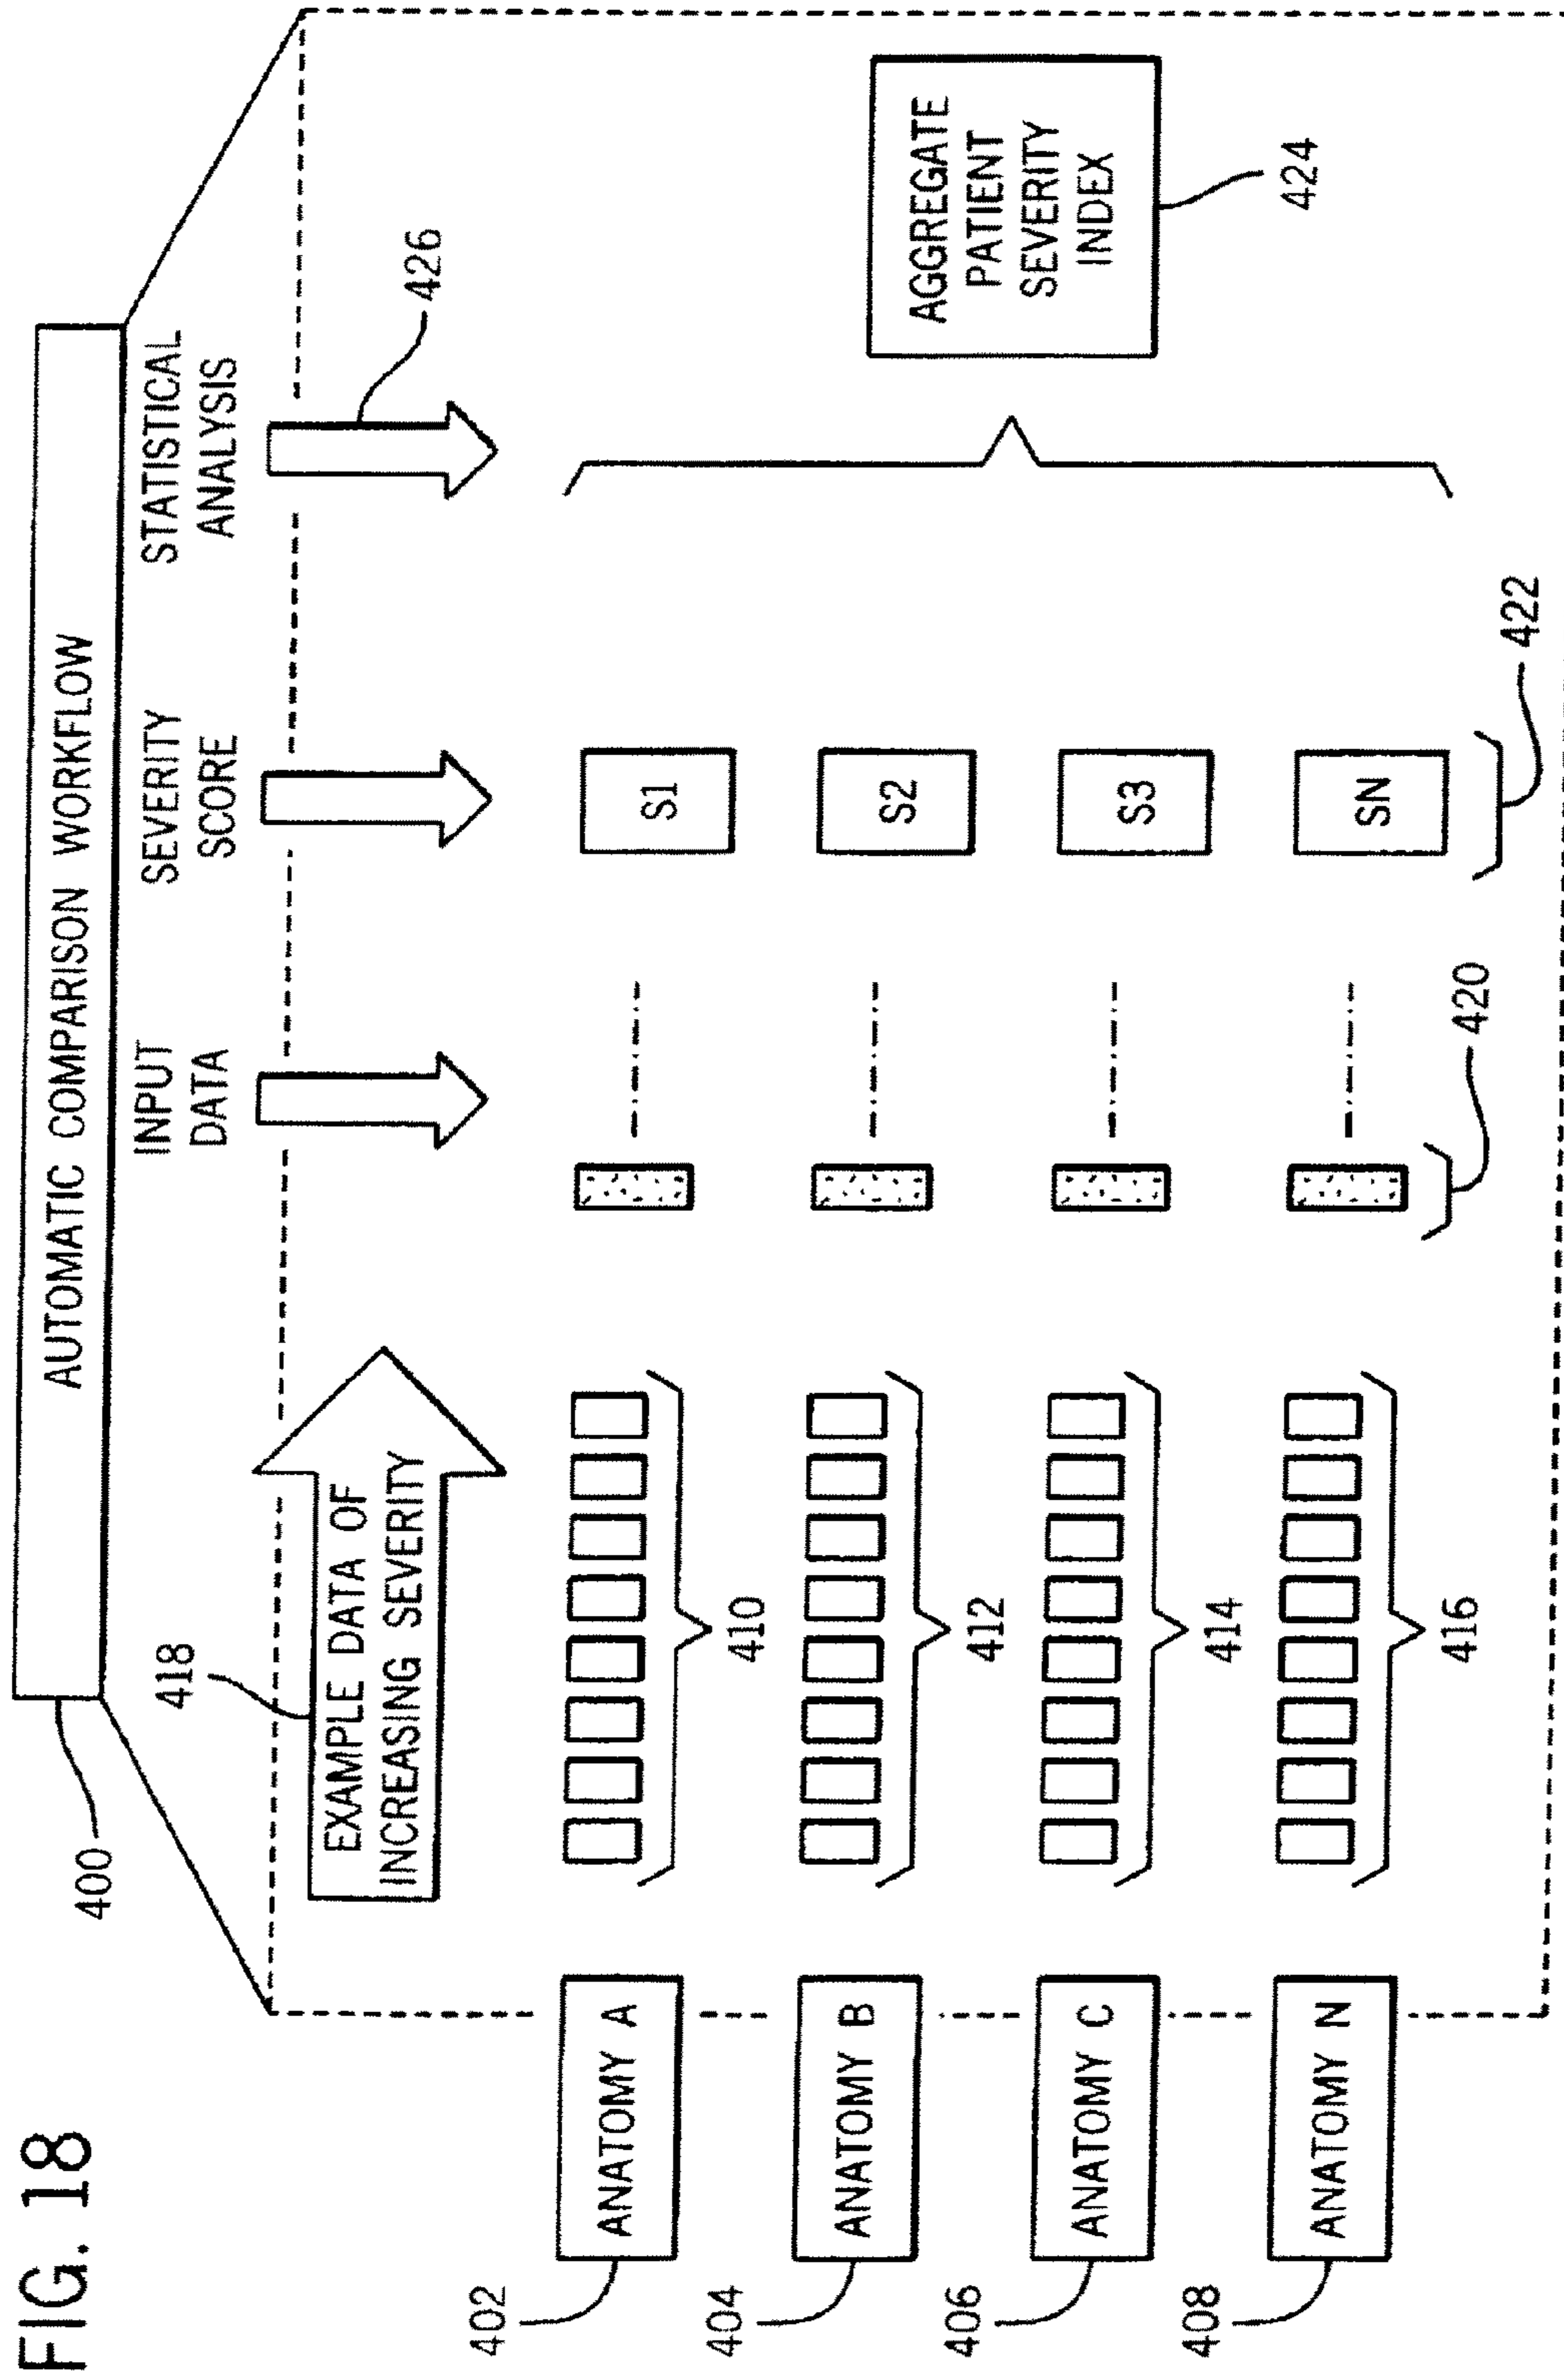 FIG. 18
400
AUTOMATIC COMPARISON WORKFLOW
418
EXAMPLE DATA OF
INCREASING SEVERITY
INPUT
DATA
SEVERITY
SCORE
STATISTICAL
ANALYSIS
426
402
ANATOMY A
410
S1
404
ANATOMY B
412
S2
406
ANATOMY C
414
S3
408
ANATOMY N
416
420
SN
422
AGGREGATE
PATIENT
SEVERITY
INDEX
424